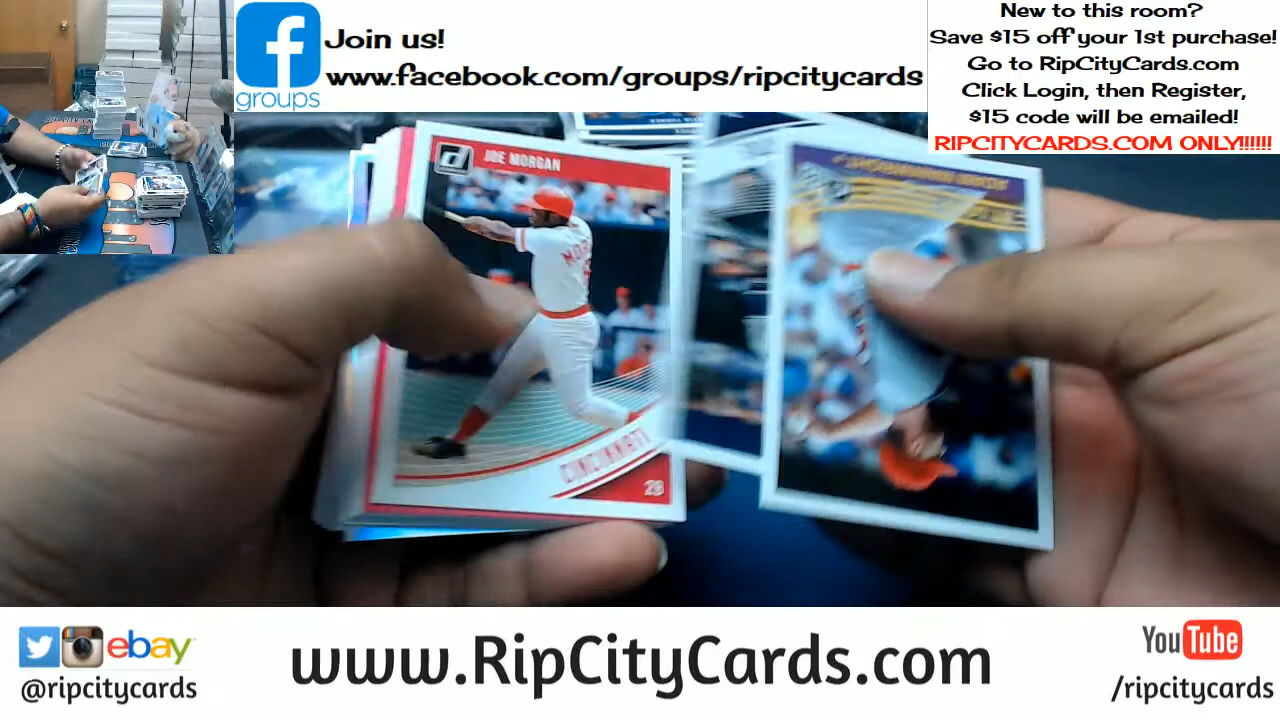 Join us!
www.facebook.com/groups/ripcitycards
groups
New to this room?
Save $15 off your 1st purchase!
Go to RipCityCards.com
Click Login, then Register,
$15 code will be emailed!
RIPCITYCARDS.COM ONLY!!!!!!
JOE MORGAN
CINCINNATI
28
ebay
@ripcitycards
www.RipCityCards.com
YouTube
/ripcitycards